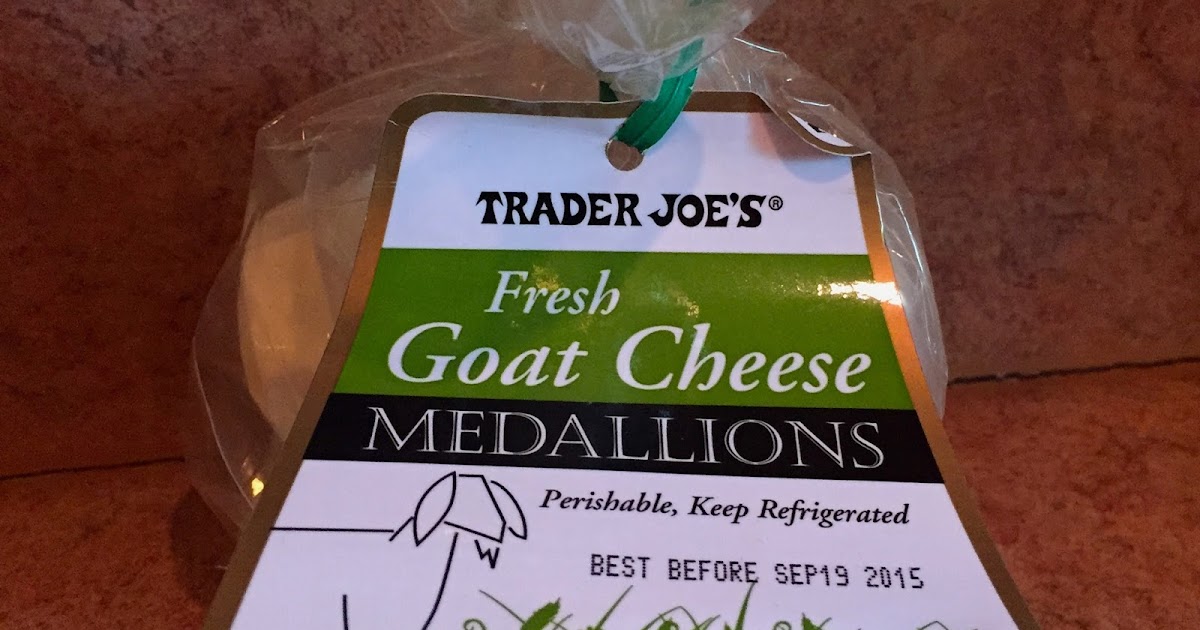 TRADER JOE'S®
Fresh
Goat Cheese
MEDALLIONS
Perishable, Keep Refrigerated
BEST BEFORE SEP19 2015